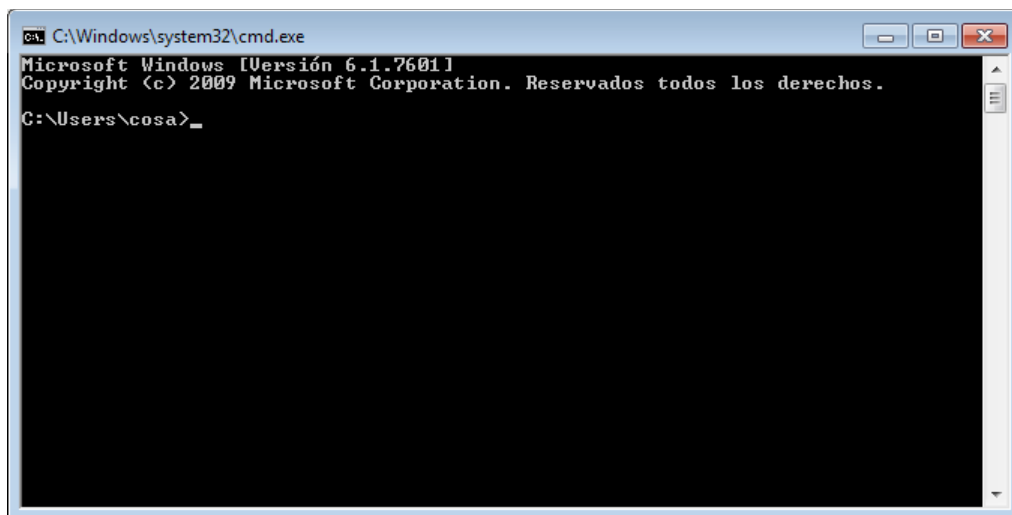 C:\Windows\system32\cmd.exe
Microsoft Windows [Versión 6.1.7601]
Copyright (c) 2009 Microsoft Corporation. Reservados todos los derechos.
C:\Users\cosa>_